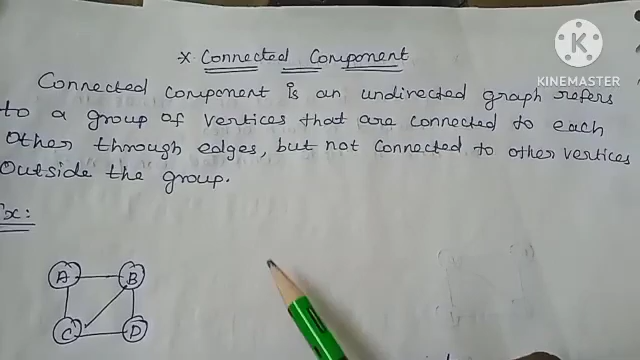 x Connected Component
Connected component is an undirected graph refers
to a group of vertices that are connected to each
other through edges, but not connected to other vertices
outside the group.
Ex:
A B
C D
KINEMASTER